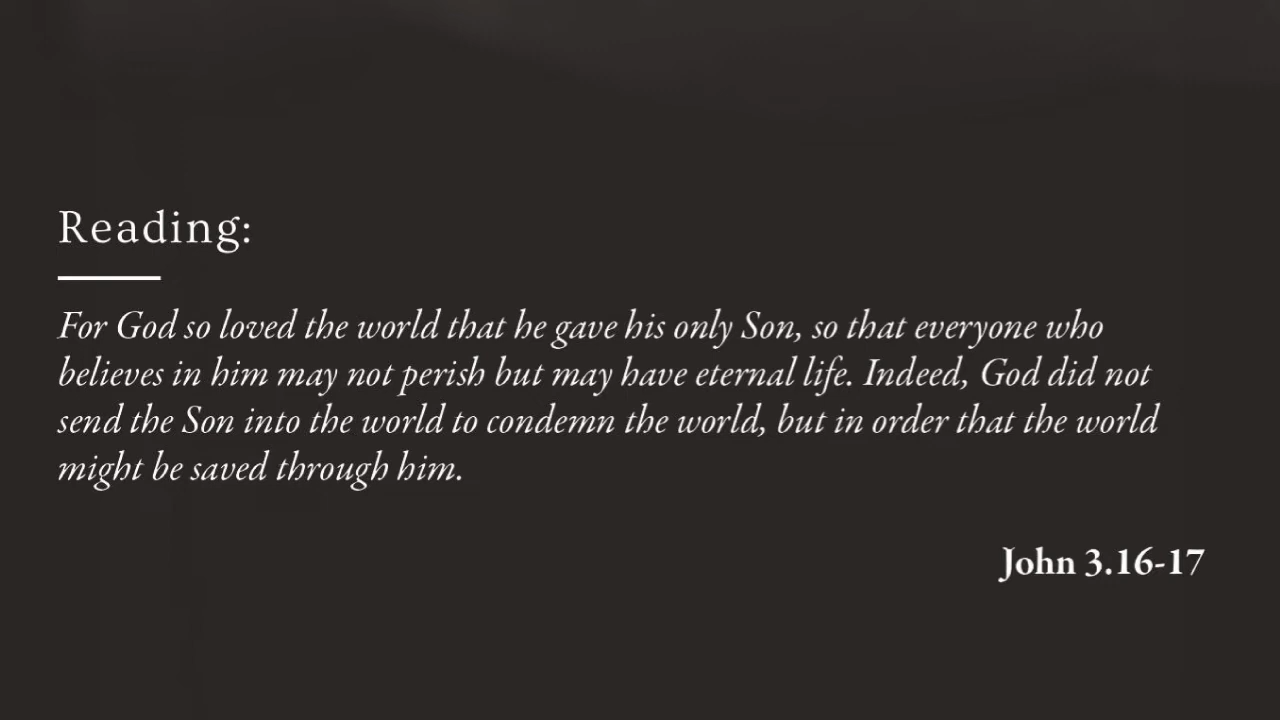 Reading:
For God so loved the world that he gave his only Son, so that everyone who
believes in him may not perish but may have eternal life. Indeed, God did not
send the Son into the world to condemn the world, but in order that the world
might be saved through him.
John 3.16-17